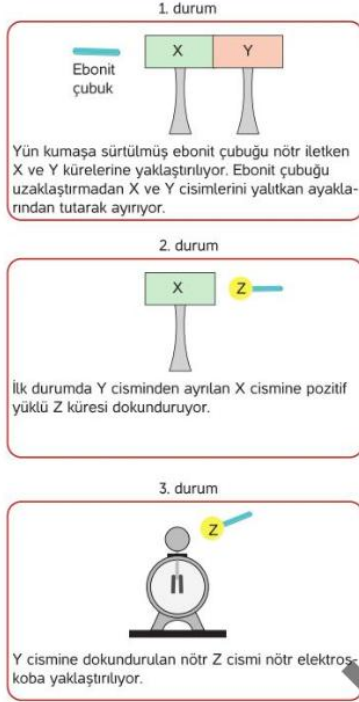 1. durum
X
Y
Ebonit
çubuk
Yün kumaşa sürtülmüş ebonit çubuğu nötr iletken
X ve Y kürelerine yaklaştırılıyor. Ebonit çubuğu
uzaklaştırmadan X ve Y cisimlerini yalıtkan ayakla-
rından tutarak ayırıyor.
2. durum
X
Z
İlk durumda Y cisminden ayrılan X cismine pozitif
yüklü Z küresi dokunduruyor.
3. durum
Z
Y cismine dokundurulan nötr Z cismi nötr elektros-
koba yaklaştırılıyor.